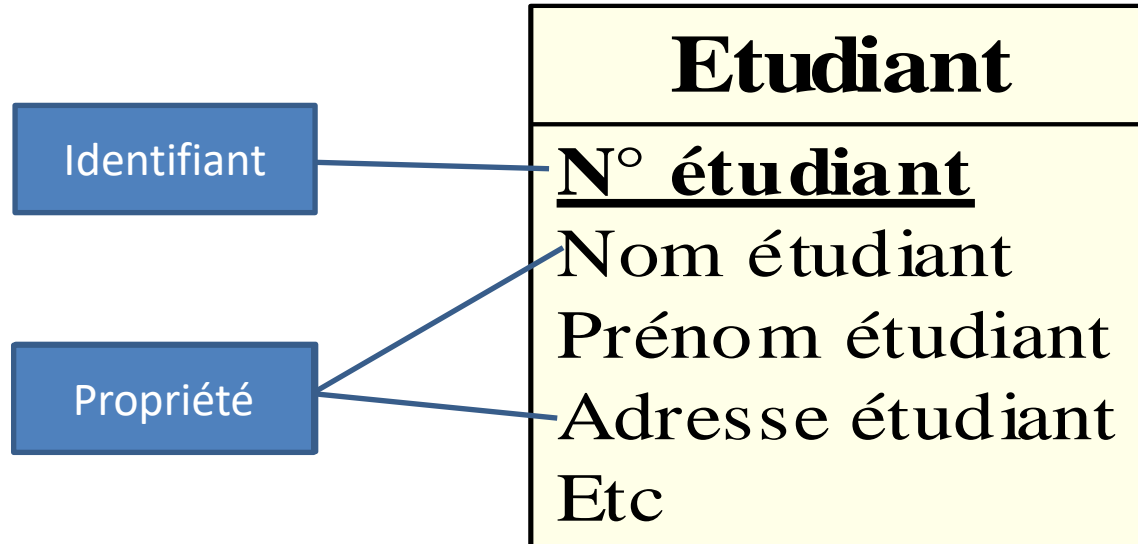 Etudiant
Identifiant
N° étudiant
Nom étudiant
Prénom étudiant
Propriété
Adresse étudiant
Etc